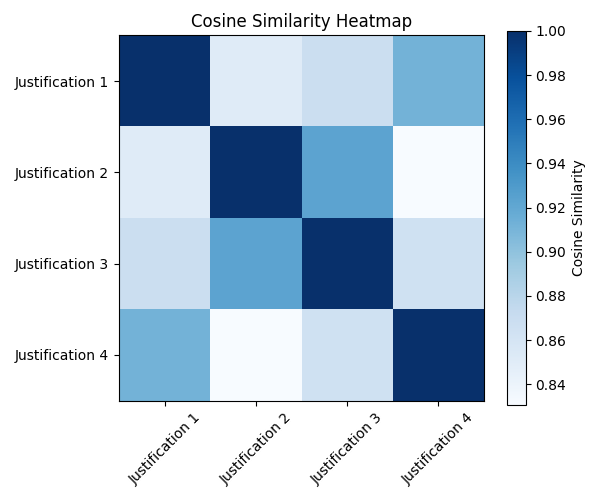 Cosine Similarity Heatmap
Justification 1
Justification 2
Justification 3
Justification 4
Justification 1
Justification 2
Justification 3
Justification 4
1.00
0.98
0.96
0.94
0.92
0.90
0.88
0.86
0.84
Cosine Similarity